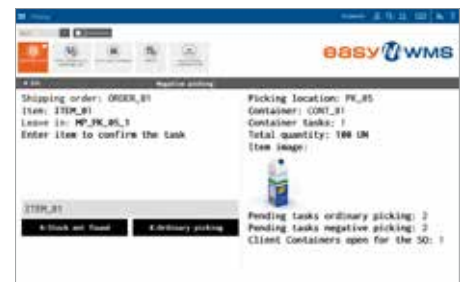 easy WMS
Negative picking
Shipping order: ORDER_01
Item: ITEM_01
Leave in: MP_PK_05_1
Enter item to confirm the task
ITEM_01
Stock not found
Ordinary picking
Picking location: PK_05
Container: CONT_01
Container tasks: 1
Total quantity: 100 UN
Item image:
Pending tasks ordinary picking: 2
Pending tasks negative picking: 2
Client Containers open for the SO: 1